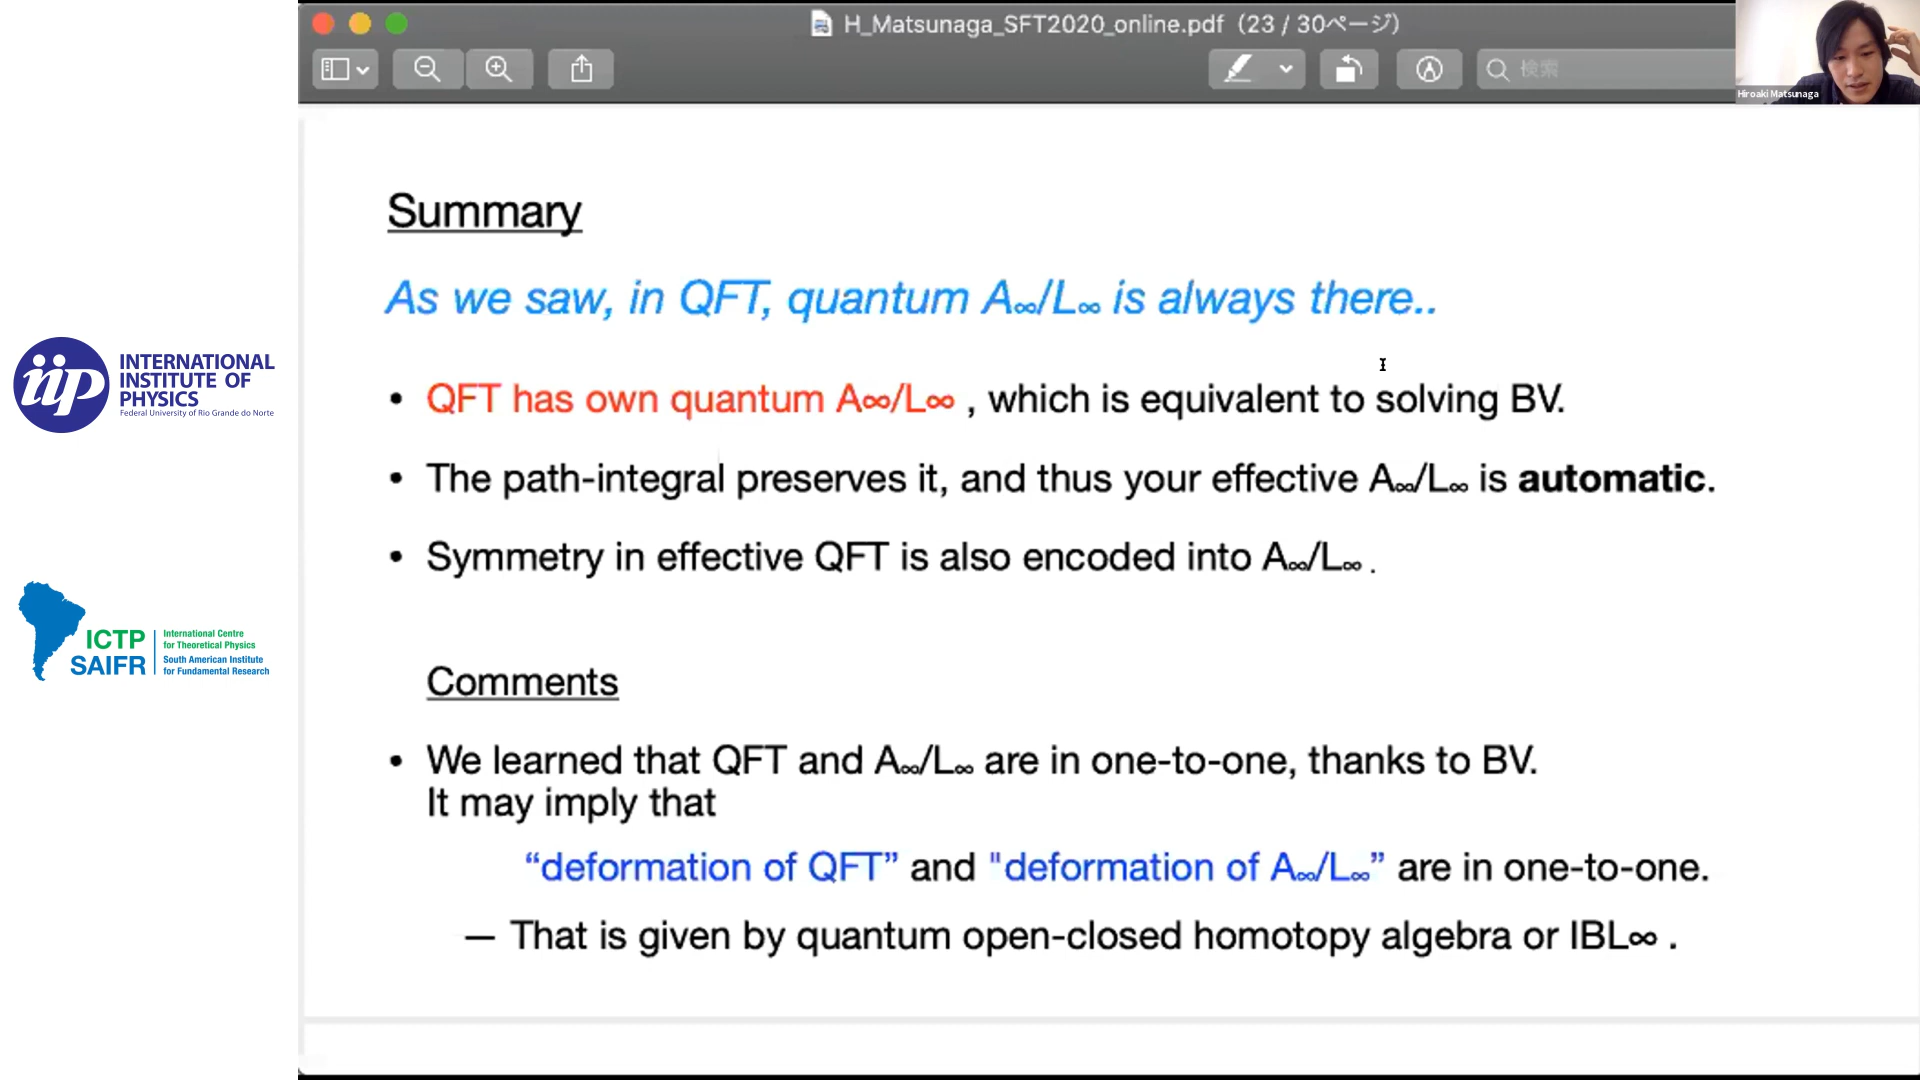 H_Matsunaga_SFT2020_online.pdf (23 / 30ページ)
検索
Hiroaki Matsunaga
Summary
As we saw, in QFT, quantum A∞/L∞ is always there..
• QFT has own quantum A∞/L∞ , which is equivalent to solving BV.
• The path-integral preserves it, and thus your effective A∞/L∞ is automatic.
• Symmetry in effective QFT is also encoded into A∞/L∞ .
Comments
• We learned that QFT and A∞/L∞ are in one-to-one, thanks to BV.
It may imply that
“deformation of QFT” and "deformation of A∞/L∞” are in one-to-one.
— That is given by quantum open-closed homotopy algebra or IBL∞ .
iip
INTERNATIONAL
INSTITUTE OF
PHYSICS
Federal University of Rio Grande do Norte
ICTP
SAIFR
International Centre
for Theoretical Physics
South American Institute
for Fundamental Research